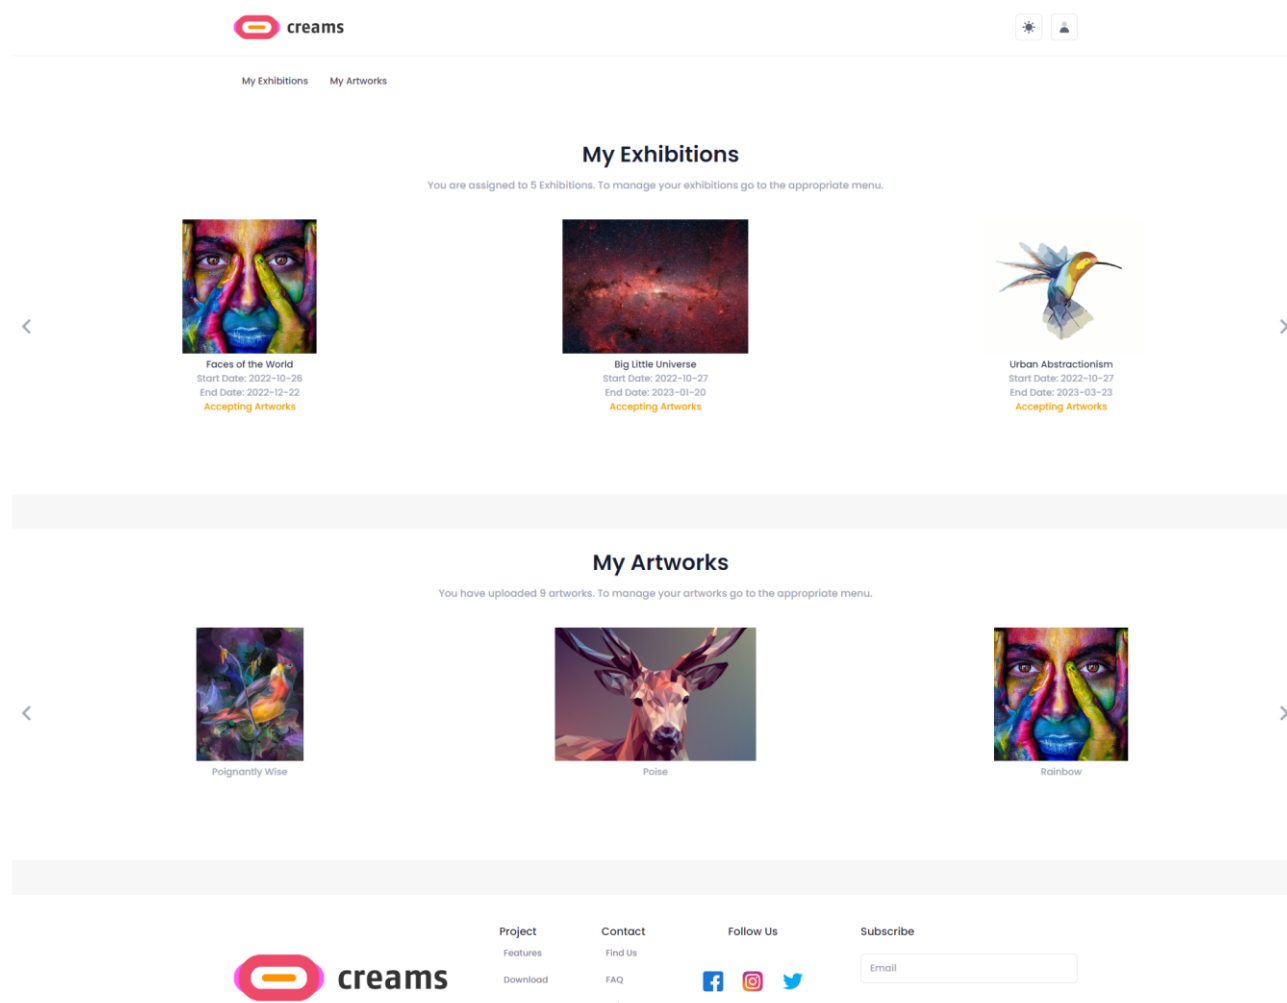 creams
My Exhibitions
My Artworks
My Exhibitions
You are assigned to 5 Exhibitions. To manage your exhibitions go to the appropriate menu.
Faces of the World
Start Date: 2022-10-26
End Date: 2022-12-22
Accepting Artworks
Big Little Universe
Start Date: 2022-10-27
End Date: 2023-01-20
Accepting Artworks
Urban Abstractionism
Start Date: 2022-10-27
End Date: 2023-03-23
Accepting Artworks
My Artworks
You have uploaded 9 artworks. To manage your artworks go to the appropriate menu.
Poignantly Wise
Poise
Rainbow
creams
Project
Features
Download
Contact
Find Us
FAQ
Follow Us
Subscribe
Email